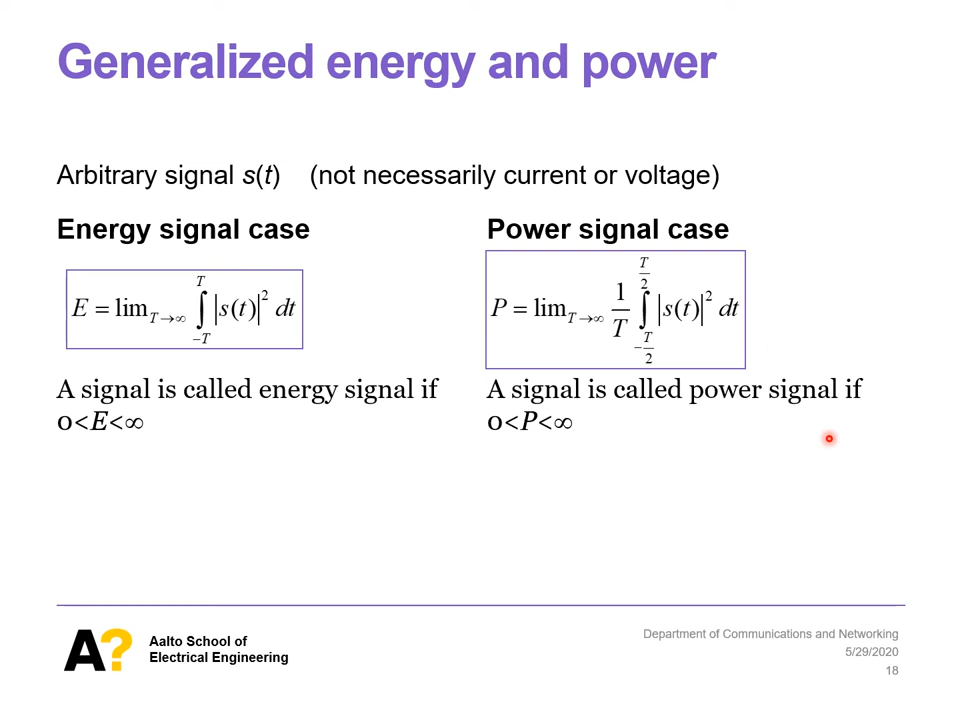 Generalized energy and power
Arbitrary signal s(t) (not necessarily current or voltage)
Energy signal case
E = lim_{T→∞} ∫_{-T}^{T} |s(t)|² dt
A signal is called energy signal if
0<E<∞
Power signal case
P = lim_{T→∞} 1/T ∫_{-T/2}^{T/2} |s(t)|² dt
A signal is called power signal if
0<P<∞
A?
Aalto School of
Electrical Engineering
Department of Communications and Networking
5/29/2020
18